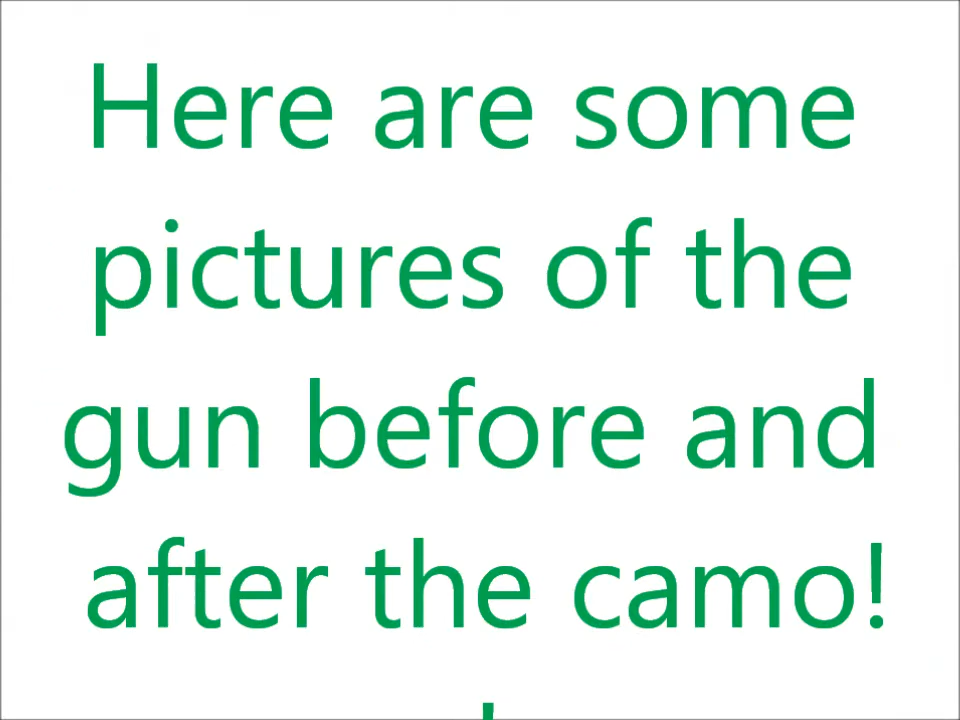 Here are some
pictures of the
gun before and
after the camo!